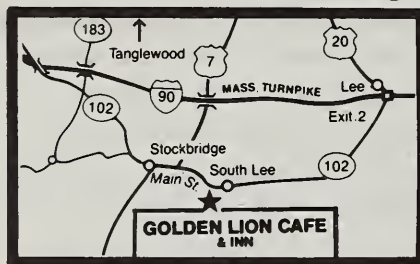 183
Tanglewood
7
20
Lee
MASS. TURNPIKE
90
Exit 2
102
Stockbridge
Main St.
South Lee
102
GOLDEN LION CAFE
& INN